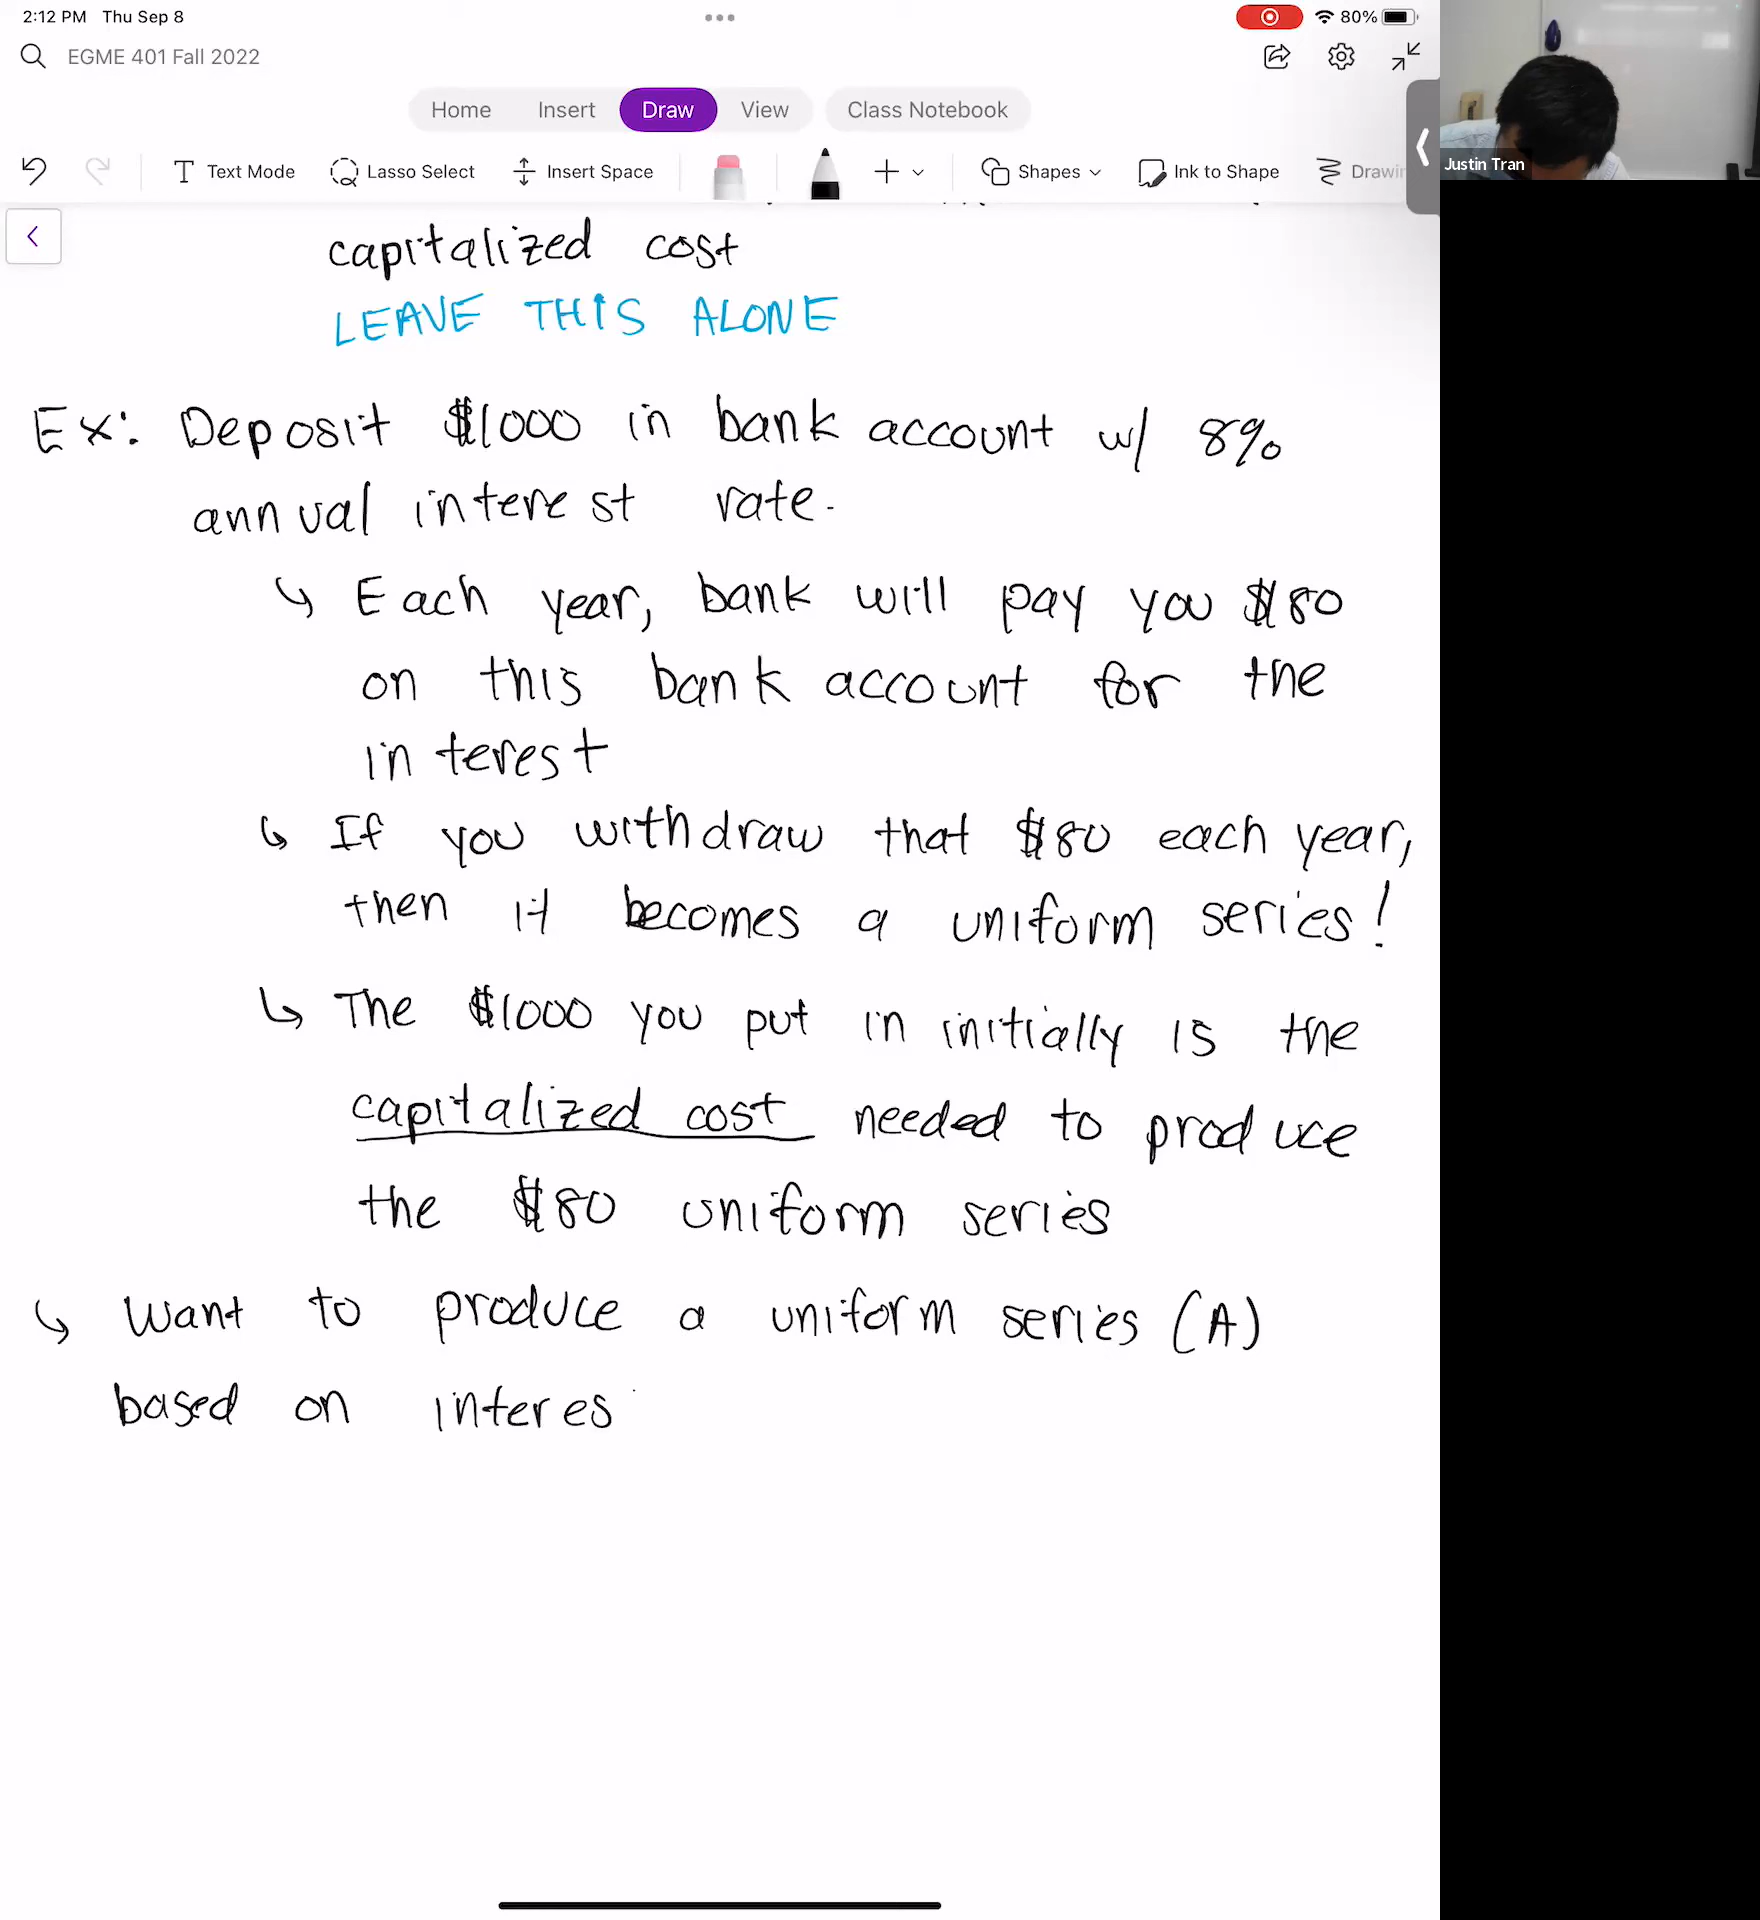 2:12 PM Thu Sep 8
80%
EGME 401 Fall 2022
Home Insert Draw View Class Notebook
Text Mode Lasso Select Insert Space Shapes Ink to Shape Drawi
Justin Tran
capitalized cost
LEAVE THIS ALONE
Ex: Deposit $1000 in bank account w/ 8%
annual interest rate.
↳ Each year, bank will pay you $80
on this bank account for the
interest
↳ If you withdraw that $80 each year,
then it becomes a uniform series!
↳ The $1000 you put in initially is the
capitalized cost needed to produce
the $80 uniform series
↳ Want to produce a uniform series (A)
based on interes